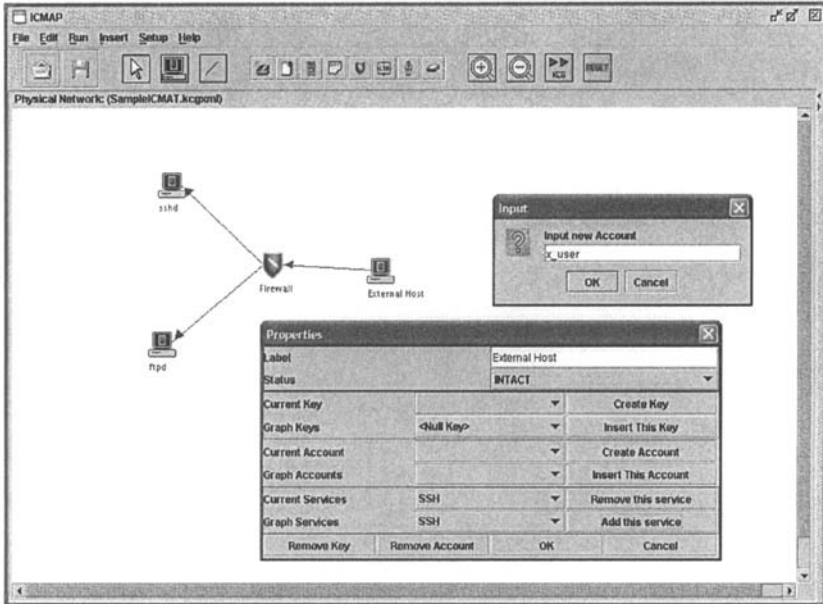 ICMAP
File Edit Run Insert Setup Help
KCG
RESET
Physical Network: (SampleICMAT.kcgxml)
sshd
Firewall
External Host
ftpd
Input
Input new Account
x_user
OK Cancel
Properties
Label External Host
Status INTACT
Current Key Create Key
Graph Keys <Null Key> Insert This Key
Current Account Create Account
Graph Accounts Insert This Account
Current Services SSH Remove this service
Graph Services SSH Add this service
Remove Key Remove Account OK Cancel